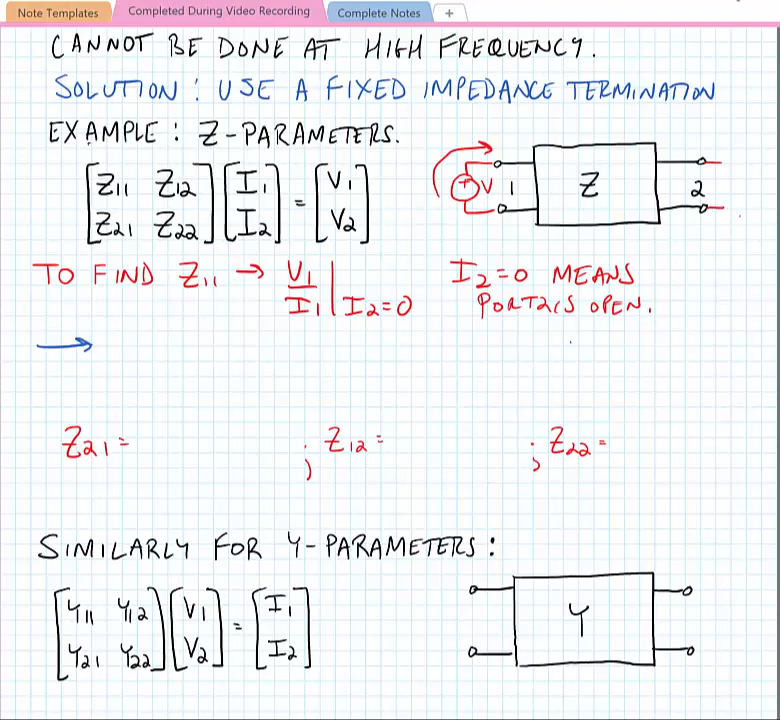 Note Templates Completed During Video Recording Complete Notes +
CANNOT BE DONE AT HIGH FREQUENCY.
SOLUTION: USE A FIXED IMPEDANCE TERMINATION
EXAMPLE: Z-PARAMETERS.
[Z11 Z12] [I1] = [V1]
[Z21 Z22] [I2] [V2]
+ V 1 Z 2
TO FIND Z11 → V1/I1 | I2=0 I2=0 MEANS
PORT 2 IS OPEN.
→
Z21= ; Z12= ; Z22=
SIMILARLY FOR Y-PARAMETERS:
[Y11 Y12] [V1] = [I1]
[Y21 Y22] [V2] [I2]
Y